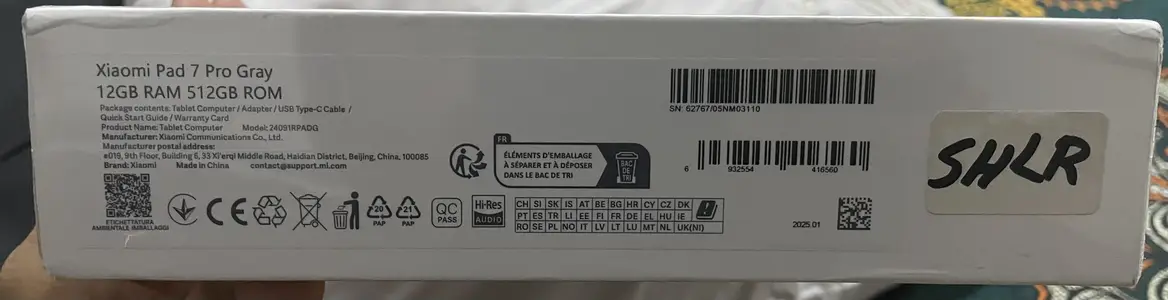 Xiaomi Pad 7 Pro Gray
12GB RAM 512GB ROM
Package contents: Tablet Computer / Adapter / USB Type-C Cable /
Quick Start Guide / Warranty Card
Product Name: Tablet Computer Model: 24091RPADG
Manufacturer: Xiaomi Communications Co., Ltd.
Manufacturer postal address:
#019, 9th Floor, Building 6, 33 Xi'erqi Middle Road, Haidian District, Beijing, China, 100085
Brand: Xiaomi Made in China contact@support.mi.com
ETICHETTATURA
AMBIENTALE IMBALLAGGI
CE
20
PAP
21
PAP
QC
PASS
Hi-Res
AUDIO
FR
ÉLÉMENTS D'EMBALLAGE
À SÉPARER ET À DÉPOSER
DANS LE BAC DE TRI
BAC
DE
TRI
CH SI SK IS AT BE BG HR CY CZ DK
PT ES TR LI EE FI FR DE EL HU IE
RO SE PL NO IT LV LT LU MT NL UK(NI)
SN: 62767/05NM03110
6 932554 416560
2025.01
SHLR